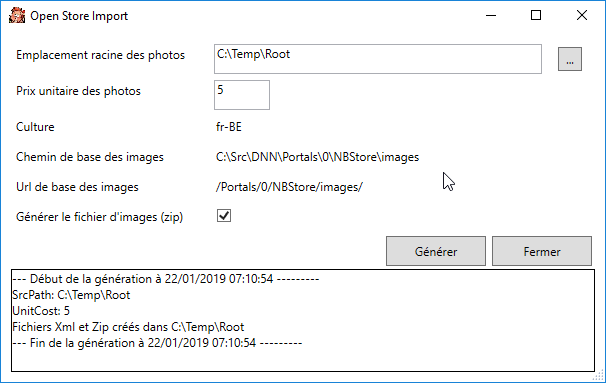 Open Store Import
Emplacement racine des photos C:\Temp\Root ...
Prix unitaire des photos 5
Culture fr-BE
Chemin de base des images C:\Src\DNN\Portals\0\NBStore\images
Url de base des images /Portals/0/NBStore/images/
Générer le fichier d'images (zip)
Générer Fermer
--- Début de la génération à 22/01/2019 07:10:54 ---------
SrcPath: C:\Temp\Root
UnitCost: 5
Fichiers Xml et Zip créés dans C:\Temp\Root
--- Fin de la génération à 22/01/2019 07:10:54 ---------